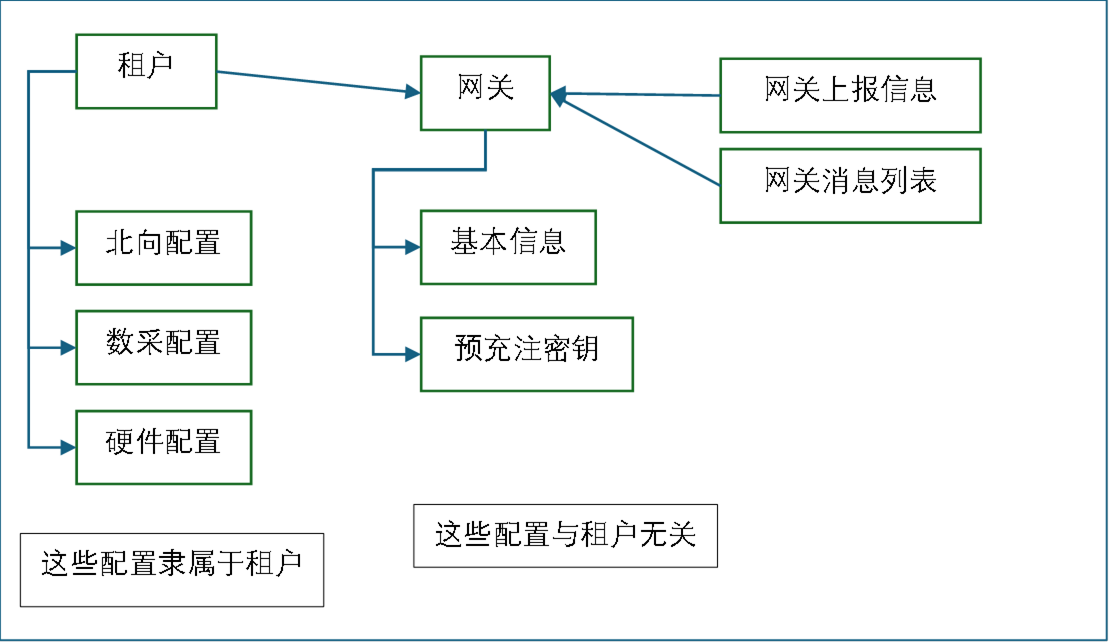 租户
网关
网关上报信息
网关消息列表
北向配置
基本信息
数采配置
预充注密钥
硬件配置
这些配置与租户无关
这些配置隶属于租户